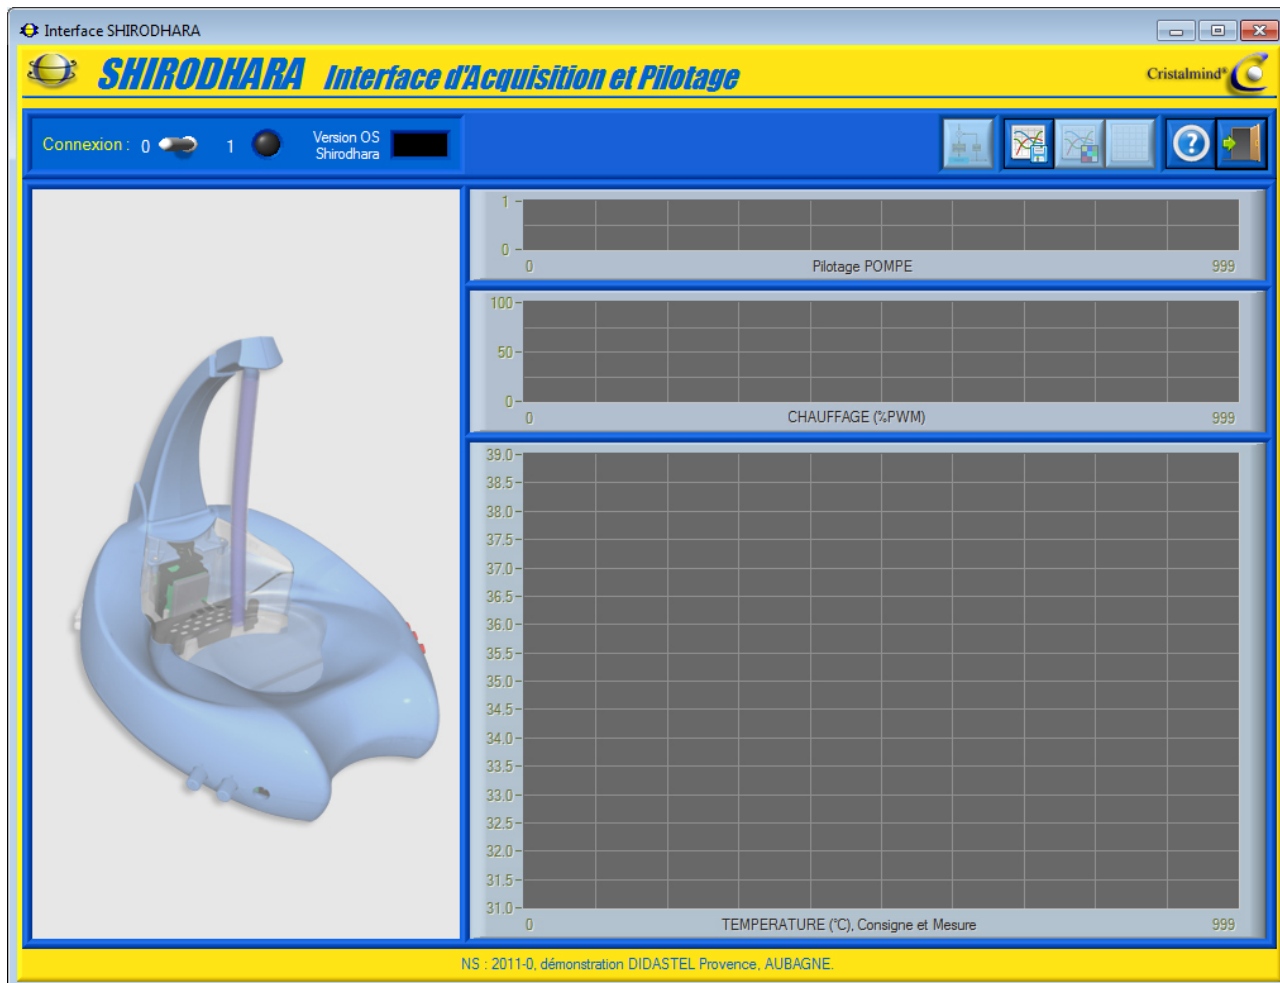 Interface SHIRODHARA
SHIRODHARA Interface d'Acquisition et Pilotage
Cristalmind®
Connexion : 0 1
Version OS
Shirodhara
?
1
0
0 Pilotage POMPE 999
100
50
0
0 CHAUFFAGE (%PWM) 999
39.0
38.5
38.0
37.5
37.0
36.5
36.0
35.5
35.0
34.5
34.0
33.5
33.0
32.5
32.0
31.5
31.0
0 TEMPERATURE (°C), Consigne et Mesure 999
NS : 2011-0, démonstration DIDASTEL Provence, AUBAGNE.